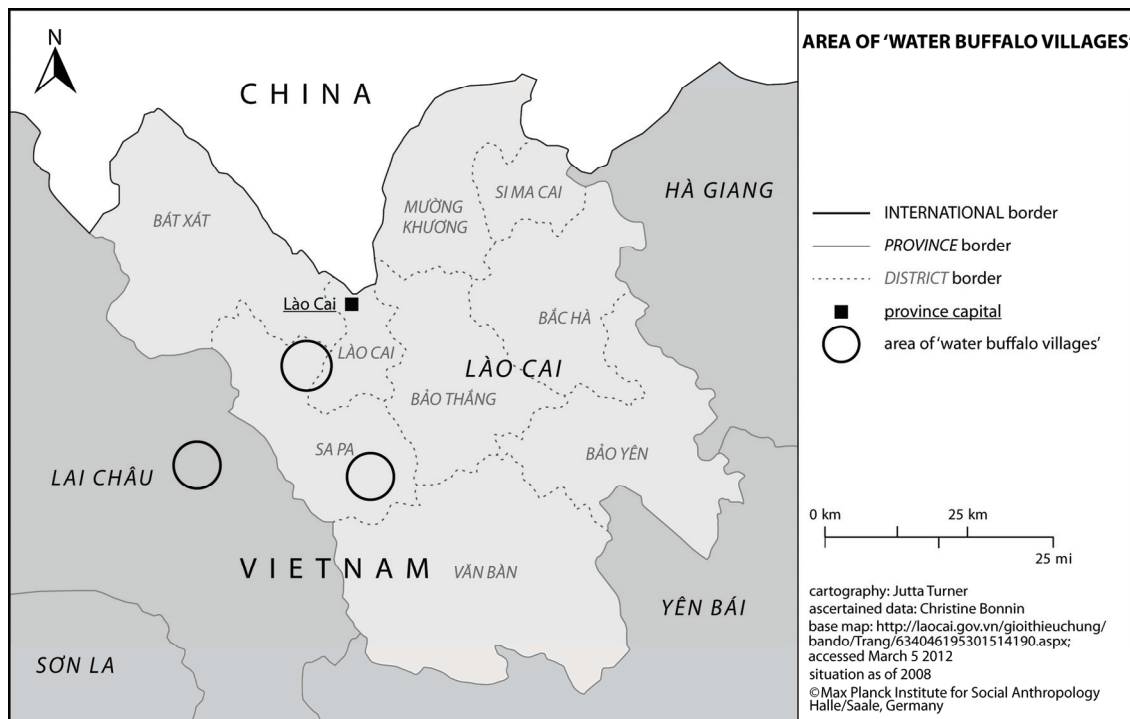 N
CHINA
AREA OF ‘WATER BUFFALO VILLAGES’
BÁT XÁT
MƯỜNG
KHƯƠNG
SI MA CAI
HÀ GIANG
Lào Cai
LÀO CAI
BẮC HÀ
LÀO CAI
BẢO THẮNG
SA PA
BẢO YÊN
LAI CHÂU
VIETNAM
VĂN BÀN
YÊN BÁI
SƠN LA
INTERNATIONAL border
PROVINCE border
DISTRICT border
province capital
area of ‘water buffalo villages’
0 km 25 km
25 mi
cartography: Jutta Turner
ascertained data: Christine Bonnin
base map: http://laocai.gov.vn/gioithieuchung/
bando/Trang/634046195301514190.aspx;
accessed March 5 2012
situation as of 2008
©Max Planck Institute for Social Anthropology
Halle/Saale, Germany